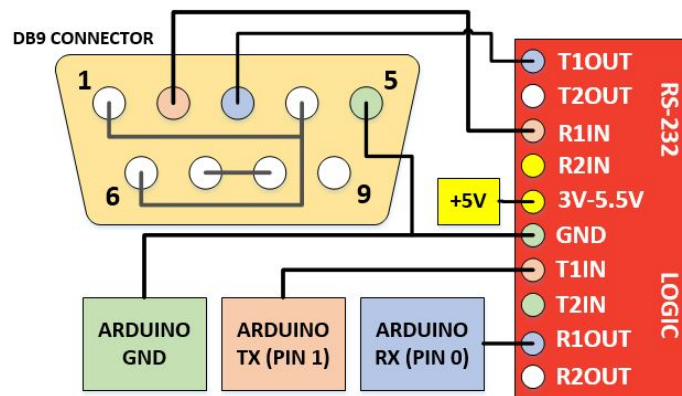 DB9 CONNECTOR
1
5
6
9
T1OUT
T2OUT
R1IN
R2IN
3V-5.5V
GND
T1IN
T2IN
R1OUT
R2OUT
RS-232
LOGIC
+5V
ARDUINO
GND
ARDUINO
TX (PIN 1)
ARDUINO
RX (PIN 0)